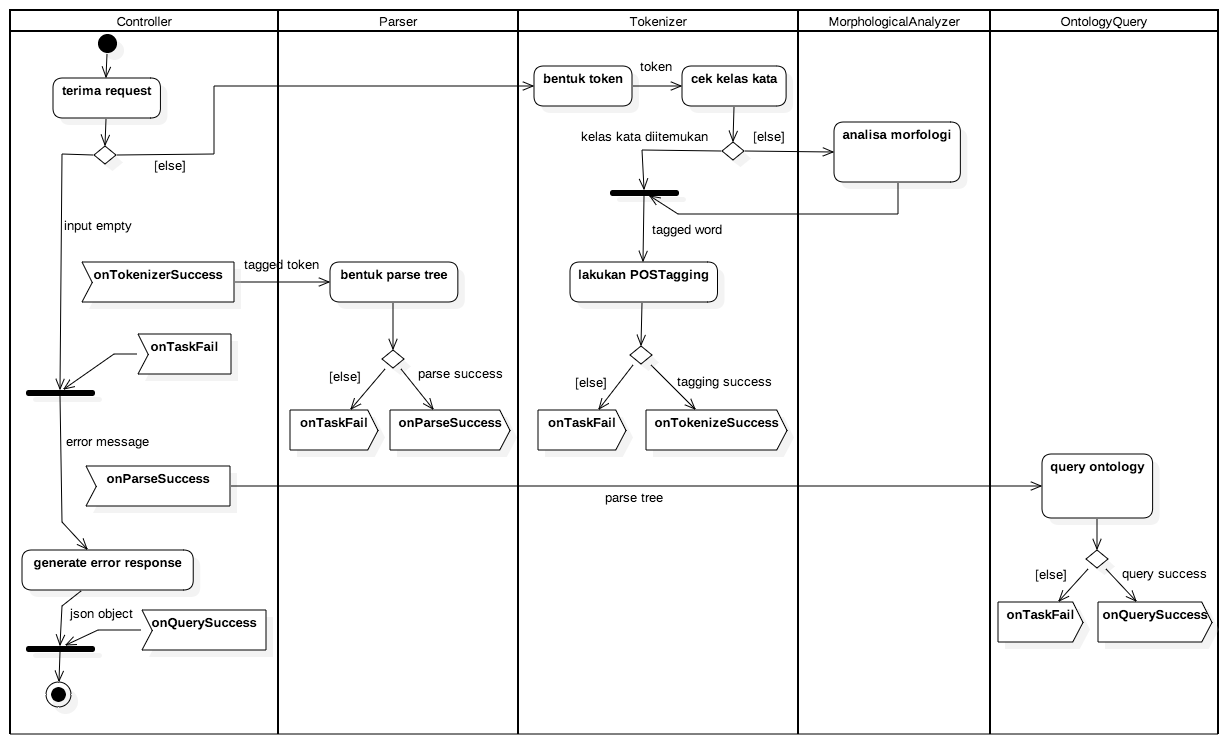 Controller
Parser
Tokenizer
MorphologicalAnalyzer
OntologyQuery
terima request
[else]
input empty
onTokenizerSuccess
tagged token
onTaskFail
error message
onParseSuccess
parse tree
generate error response
json object
onQuerySuccess
bentuk parse tree
[else]
parse success
onTaskFail
onParseSuccess
bentuk token
token
cek kelas kata
kelas kata diitemukan
[else]
tagged word
lakukan POSTagging
[else]
tagging success
onTaskFail
onTokenizeSuccess
analisa morfologi
query ontology
[else]
query success
onTaskFail
onQuerySuccess